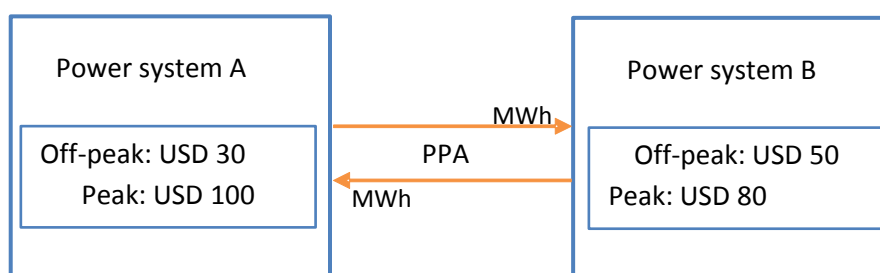 Power system A
Off-peak: USD 30
Peak: USD 100
MWh
PPA
MWh
Power system B
Off-peak: USD 50
Peak: USD 80